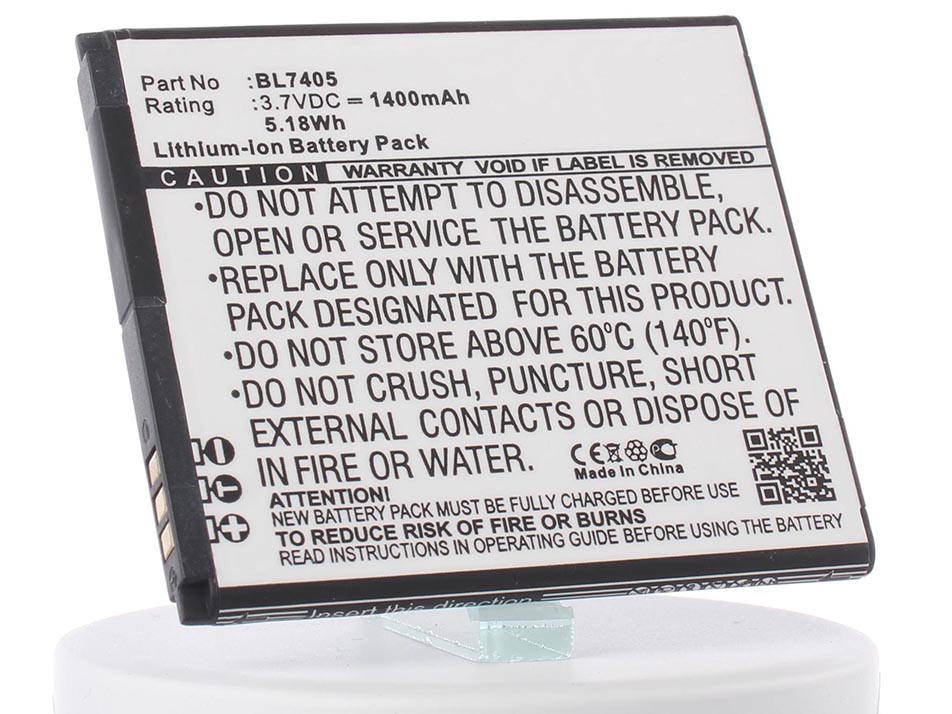 Part No :BL7405
Rating :3.7VDC⎓1400mAh
5.18Wh
Lithium-ion Battery Pack
CAUTION WARRANTY VOID IF LABEL IS REMOVED
•DO NOT ATTEMPT TO DISASSEMBLE,
OPEN OR SERVICE THE BATTERY PACK.
•REPLACE ONLY WITH THE BATTERY
PACK DESIGNATED FOR THIS PRODUCT.
•DO NOT STORE ABOVE 60°C (140°F).
•DO NOT CRUSH, PUNCTURE, SHORT
EXTERNAL CONTACTS OR DISPOSE OF
IN FIRE OR WATER.
CE
Made In China
ATTENTION!
NEW BATTERY PACK MUST BE FULLY CHARGED BEFORE USE
TO REDUCE RISK OF FIRE OR BURNS
READ INSTRUCTIONS IN OPERATING GUIDE BEFORE USING THE BATTERY
Insert this direction